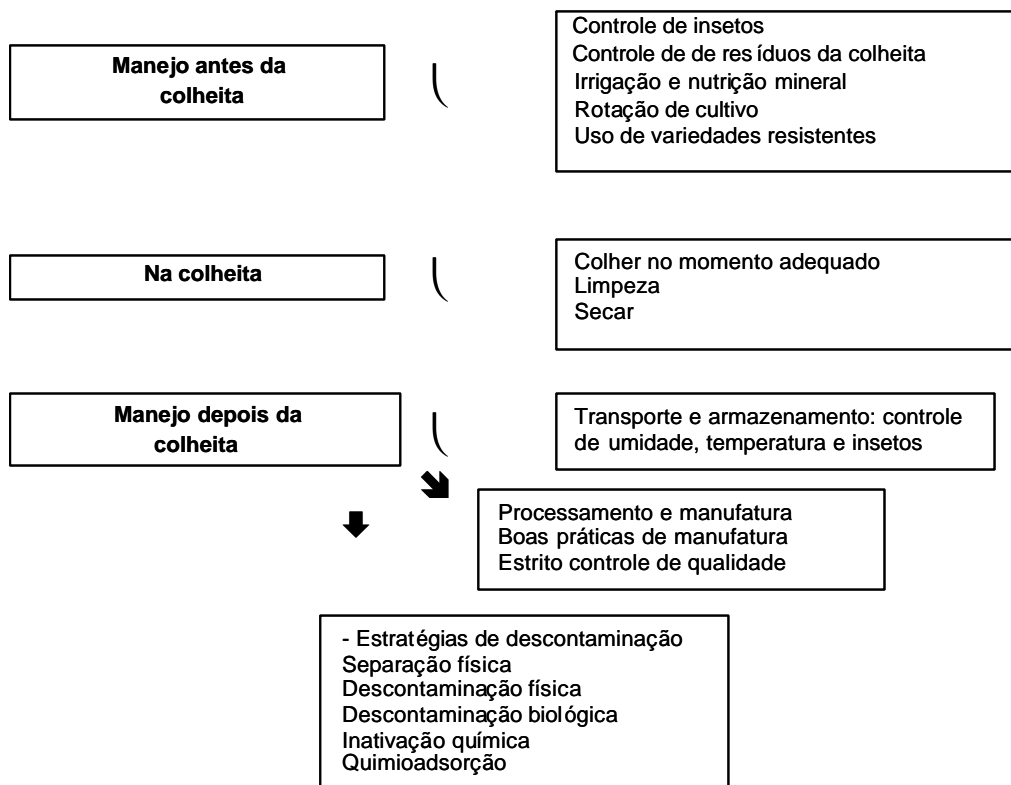 Manejo antes da
colheita
Controle de insetos
Controle de de res íduos da colheita
Irrigação e nutrição mineral
Rotação de cultivo
Uso de variedades resistentes
Na colheita
Colher no momento adequado
Limpeza
Secar
Manejo depois da
colheita
Transporte e armazenamento: controle
de umidade, temperatura e insetos
Processamento e manufatura
Boas práticas de manufatura
Estrito controle de qualidade
- Estratégias de descontaminação
Separação física
Descontaminação física
Descontaminação biológica
Inativação química
Quimioadsorção